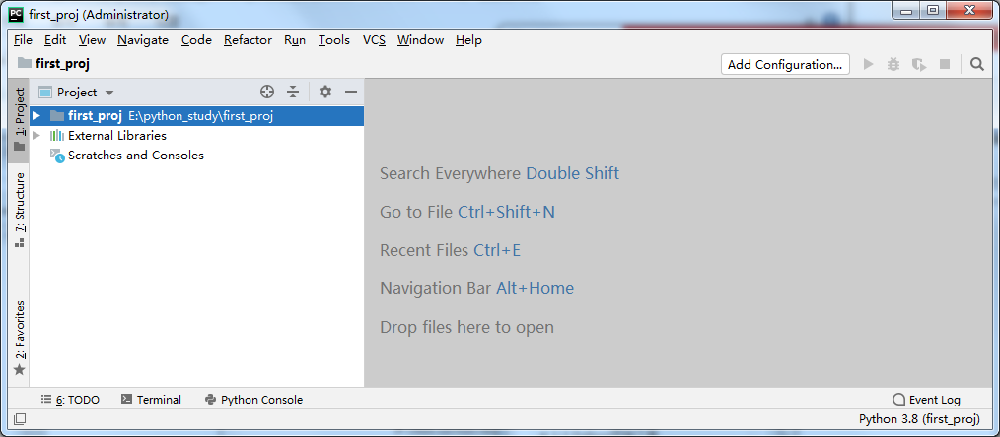 PC first_proj (Administrator)
File Edit View Navigate Code Refactor Run Tools VCS Window Help
first_proj Add Configuration...
1: Project
7: Structure
2: Favorites
Project
first_proj E:\python_study\first_proj
External Libraries
Scratches and Consoles
Search Everywhere Double Shift
Go to File Ctrl+Shift+N
Recent Files Ctrl+E
Navigation Bar Alt+Home
Drop files here to open
6: TODO Terminal Python Console Event Log
Python 3.8 (first_proj)